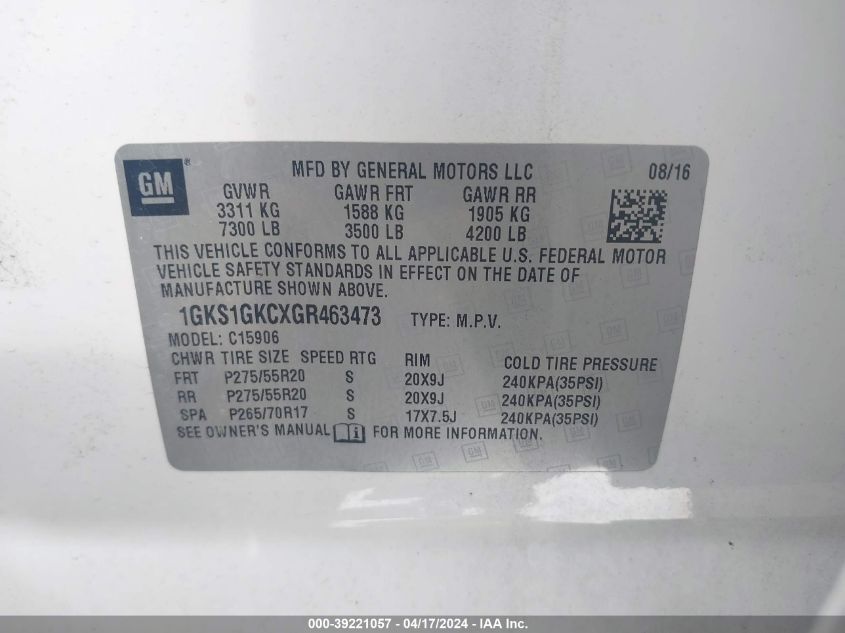 GM® MFD BY GENERAL MOTORS LLC 08/16
GVWR GAWR FRT GAWR RR
3311 KG 1588 KG 1905 KG
7300 LB 3500 LB 4200 LB
THIS VEHICLE CONFORMS TO ALL APPLICABLE U.S. FEDERAL MOTOR
VEHICLE SAFETY STANDARDS IN EFFECT ON THE DATE OF
MANUFACTURE SHOWN ABOVE.
1GKS1GKCXGR463473 TYPE: M.P.V.
MODEL: C15906
CHWR TIRE SIZE SPEED RTG RIM COLD TIRE PRESSURE
FRT P275/55R20 S 20X9J 240KPA(35PSI)
RR P275/55R20 S 20X9J 240KPA(35PSI)
SPA P265/70R17 S 17X7.5J 240KPA(35PSI)
SEE OWNER'S MANUAL i FOR MORE INFORMATION.
000-39221057 - 04/17/2024 - IAA Inc.